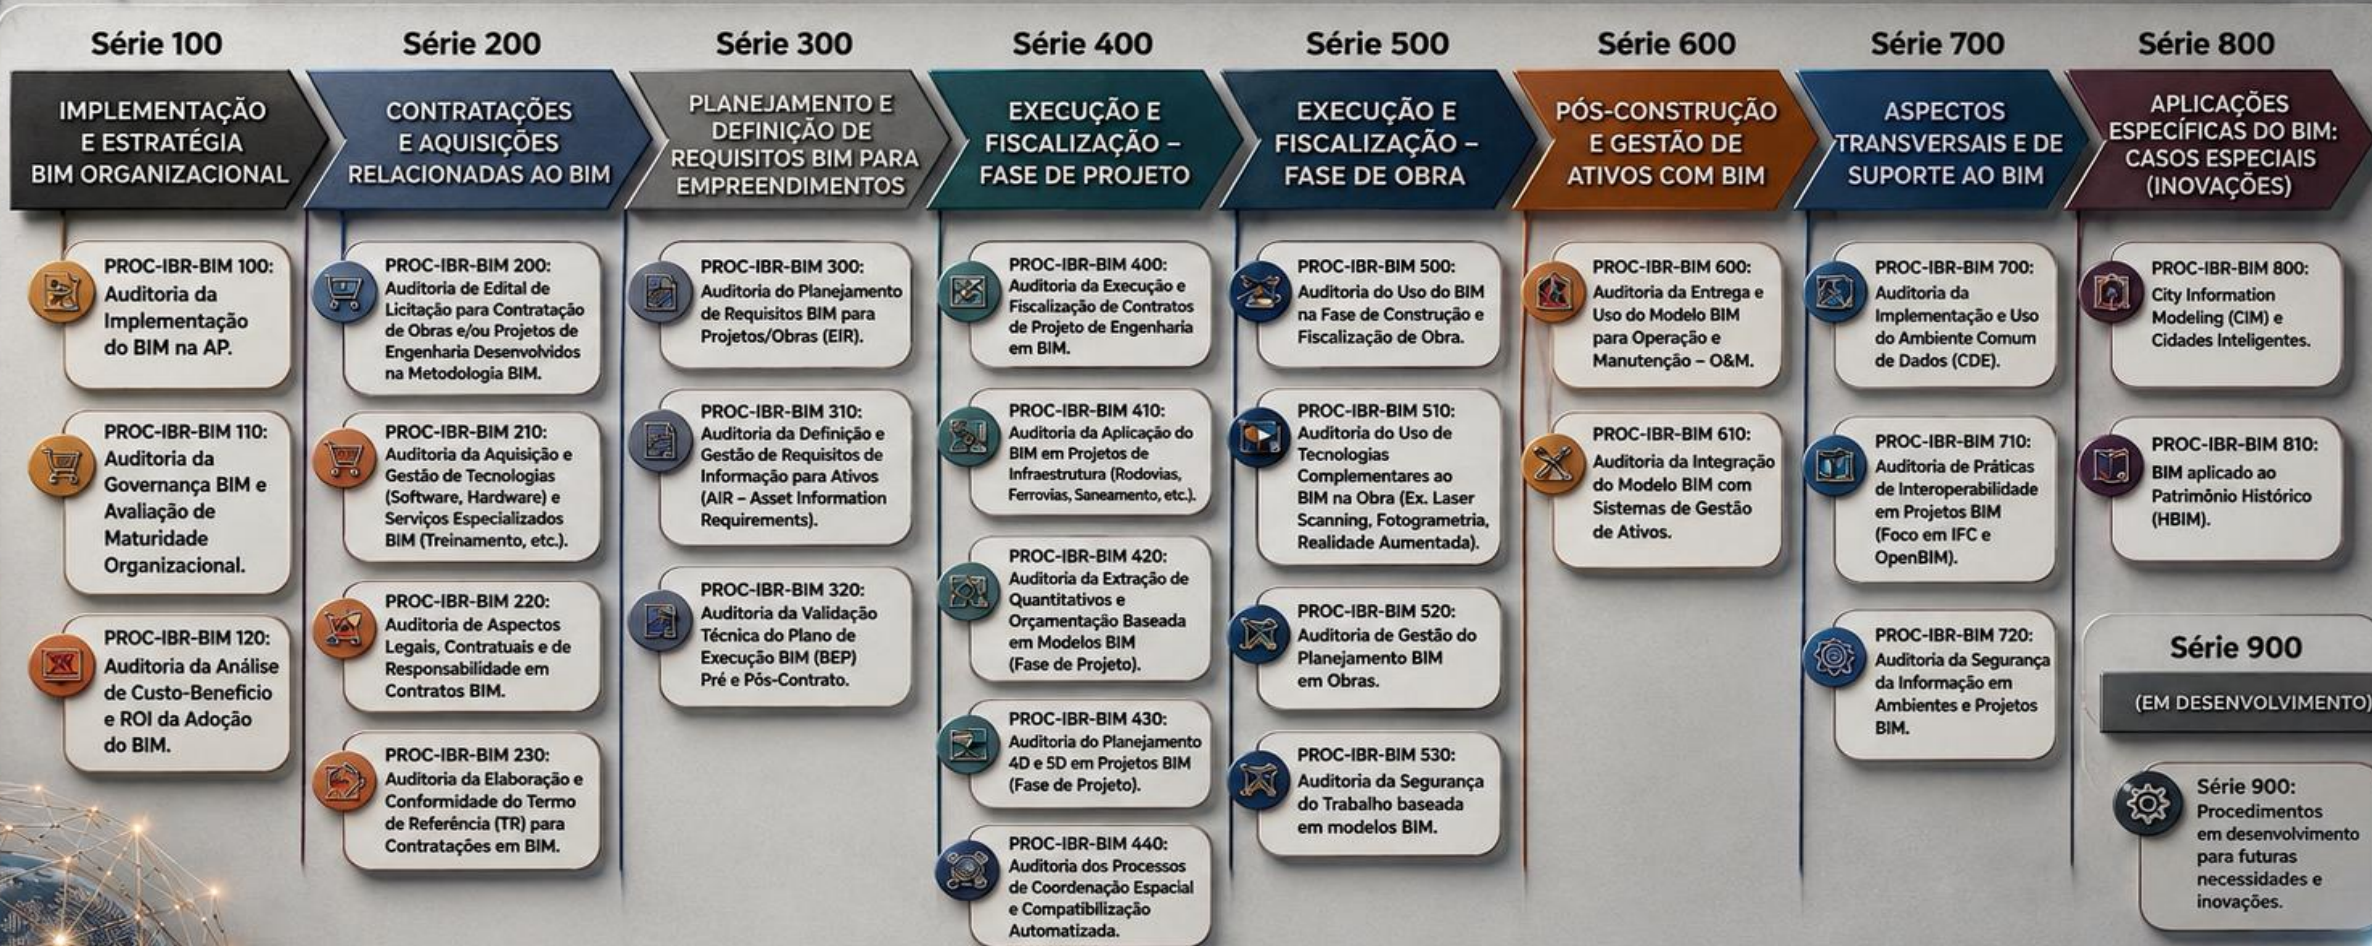 Série 100
IMPLEMENTAÇÃO
E ESTRATÉGIA
BIM ORGANIZACIONAL
PROC-IBR-BIM 100:
Auditoria da
Implementação
do BIM na AP.
PROC-IBR-BIM 110:
Auditoria da
Governança BIM e
Avaliação de
Maturidade
Organizacional.
PROC-IBR-BIM 120:
Auditoria da Análise
de Custo-Beneficio
e ROI da Adoção
do BIM.
Série 200
CONTRATAÇÕES
E AQUISIÇÕES
RELACIONADAS AO BIM
PROC-IBR-BIM 200:
Auditoria de Edital de
Licitação para Contratação
de Obras e/ou Projetos de
Engenharia Desenvolvidos
na Metodologia BIM.
PROC-IBR-BIM 210:
Auditoria da Aquisição e
Gestão de Tecnologias
(Software, Hardware) e
Serviços Especializados
BIM (Treinamento, etc.).
PROC-IBR-BIM 220:
Auditoria de Aspectos
Legais, Contratuais e de
Responsabilidade em
Contratos BIM.
PROC-IBR-BIM 230:
Auditoria da Elaboração e
Conformidade do Termo
de Referência (TR) para
Contratações em BIM.
Série 300
PLANEJAMENTO E
DEFINIÇÃO DE
REQUISITOS BIM PARA
EMPREENDIMENTOS
PROC-IBR-BIM 300:
Auditoria do Planejamento
de Requisitos BIM para
Projetos/Obras (EIR).
PROC-IBR-BIM 310:
Auditoria da Definição e
Gestão de Requisitos de
Informação para Ativos
(AIR – Asset Information
Requirements).
PROC-IBR-BIM 320:
Auditoria da Validação
Técnica do Plano de
Execução BIM (BEP)
Pré e Pós-Contrato.
Série 400
EXECUÇÃO E
FISCALIZAÇÃO –
FASE DE PROJETO
PROC-IBR-BIM 400:
Auditoria da Execução e
Fiscalização de Contratos
de Projeto de Engenharia
em BIM.
PROC-IBR-BIM 410:
Auditoria da Aplicação do
BIM em Projetos de
Infraestrutura (Rodovias,
Ferrovias, Saneamento, etc.).
PROC-IBR-BIM 420:
Auditoria da Extração de
Quantitativos e
Orçamentação Baseada
em Modelos BIM
(Fase de Projeto).
PROC-IBR-BIM 430:
Auditoria do Planejamento
4D e 5D em Projetos BIM
(Fase de Projeto).
PROC-IBR-BIM 440:
Auditoria dos Processos
de Coordenação Espacial
e Compatibilização
Automatizada.
Série 500
EXECUÇÃO E
FISCALIZAÇÃO –
FASE DE OBRA
PROC-IBR-BIM 500:
Auditoria do Uso do BIM
na Fase de Construção e
Fiscalização de Obra.
PROC-IBR-BIM 510:
Auditoria do Uso de
Tecnologias
Complementares ao
BIM na Obra (Ex. Laser
Scanning, Fotogrametria,
Realidade Aumentada).
PROC-IBR-BIM 520:
Auditoria de Gestão do
Planejamento BIM
em Obras.
PROC-IBR-BIM 530:
Auditoria da Segurança
do Trabalho baseada
em modelos BIM.
Série 600
PÓS-CONSTRUÇÃO
E GESTÃO DE
ATIVOS COM BIM
PROC-IBR-BIM 600:
Auditoria da Entrega e
Uso do Modelo BIM
para Operação e
Manutenção – O&M.
PROC-IBR-BIM 610:
Auditoria da Integração
do Modelo BIM com
Sistemas de Gestão
de Ativos.
Série 700
ASPECTOS
TRANSVERSAIS E DE
SUPORTE AO BIM
PROC-IBR-BIM 700:
Auditoria da
Implementação e Uso
do Ambiente Comum
de Dados (CDE).
PROC-IBR-BIM 710:
Auditoria de Práticas
de Interoperabilidade
em Projetos BIM
(Foco em IFC e
OpenBIM).
PROC-IBR-BIM 720:
Auditoria da Segurança
da Informação em
Ambientes e Projetos
BIM.
Série 800
APLICAÇÕES
ESPECÍFICAS DO BIM:
CASOS ESPECIAIS
(INOVAÇÕES)
PROC-IBR-BIM 800:
City Information
Modeling (CIM) e
Cidades Inteligentes.
PROC-IBR-BIM 810:
BIM aplicado ao
Patrimônio Histórico
(HBIM).
Série 900
(EM DESENVOLVIMENTO)
Série 900:
Procedimentos
em desenvolvimento
para futuras
necessidades e
inovações.